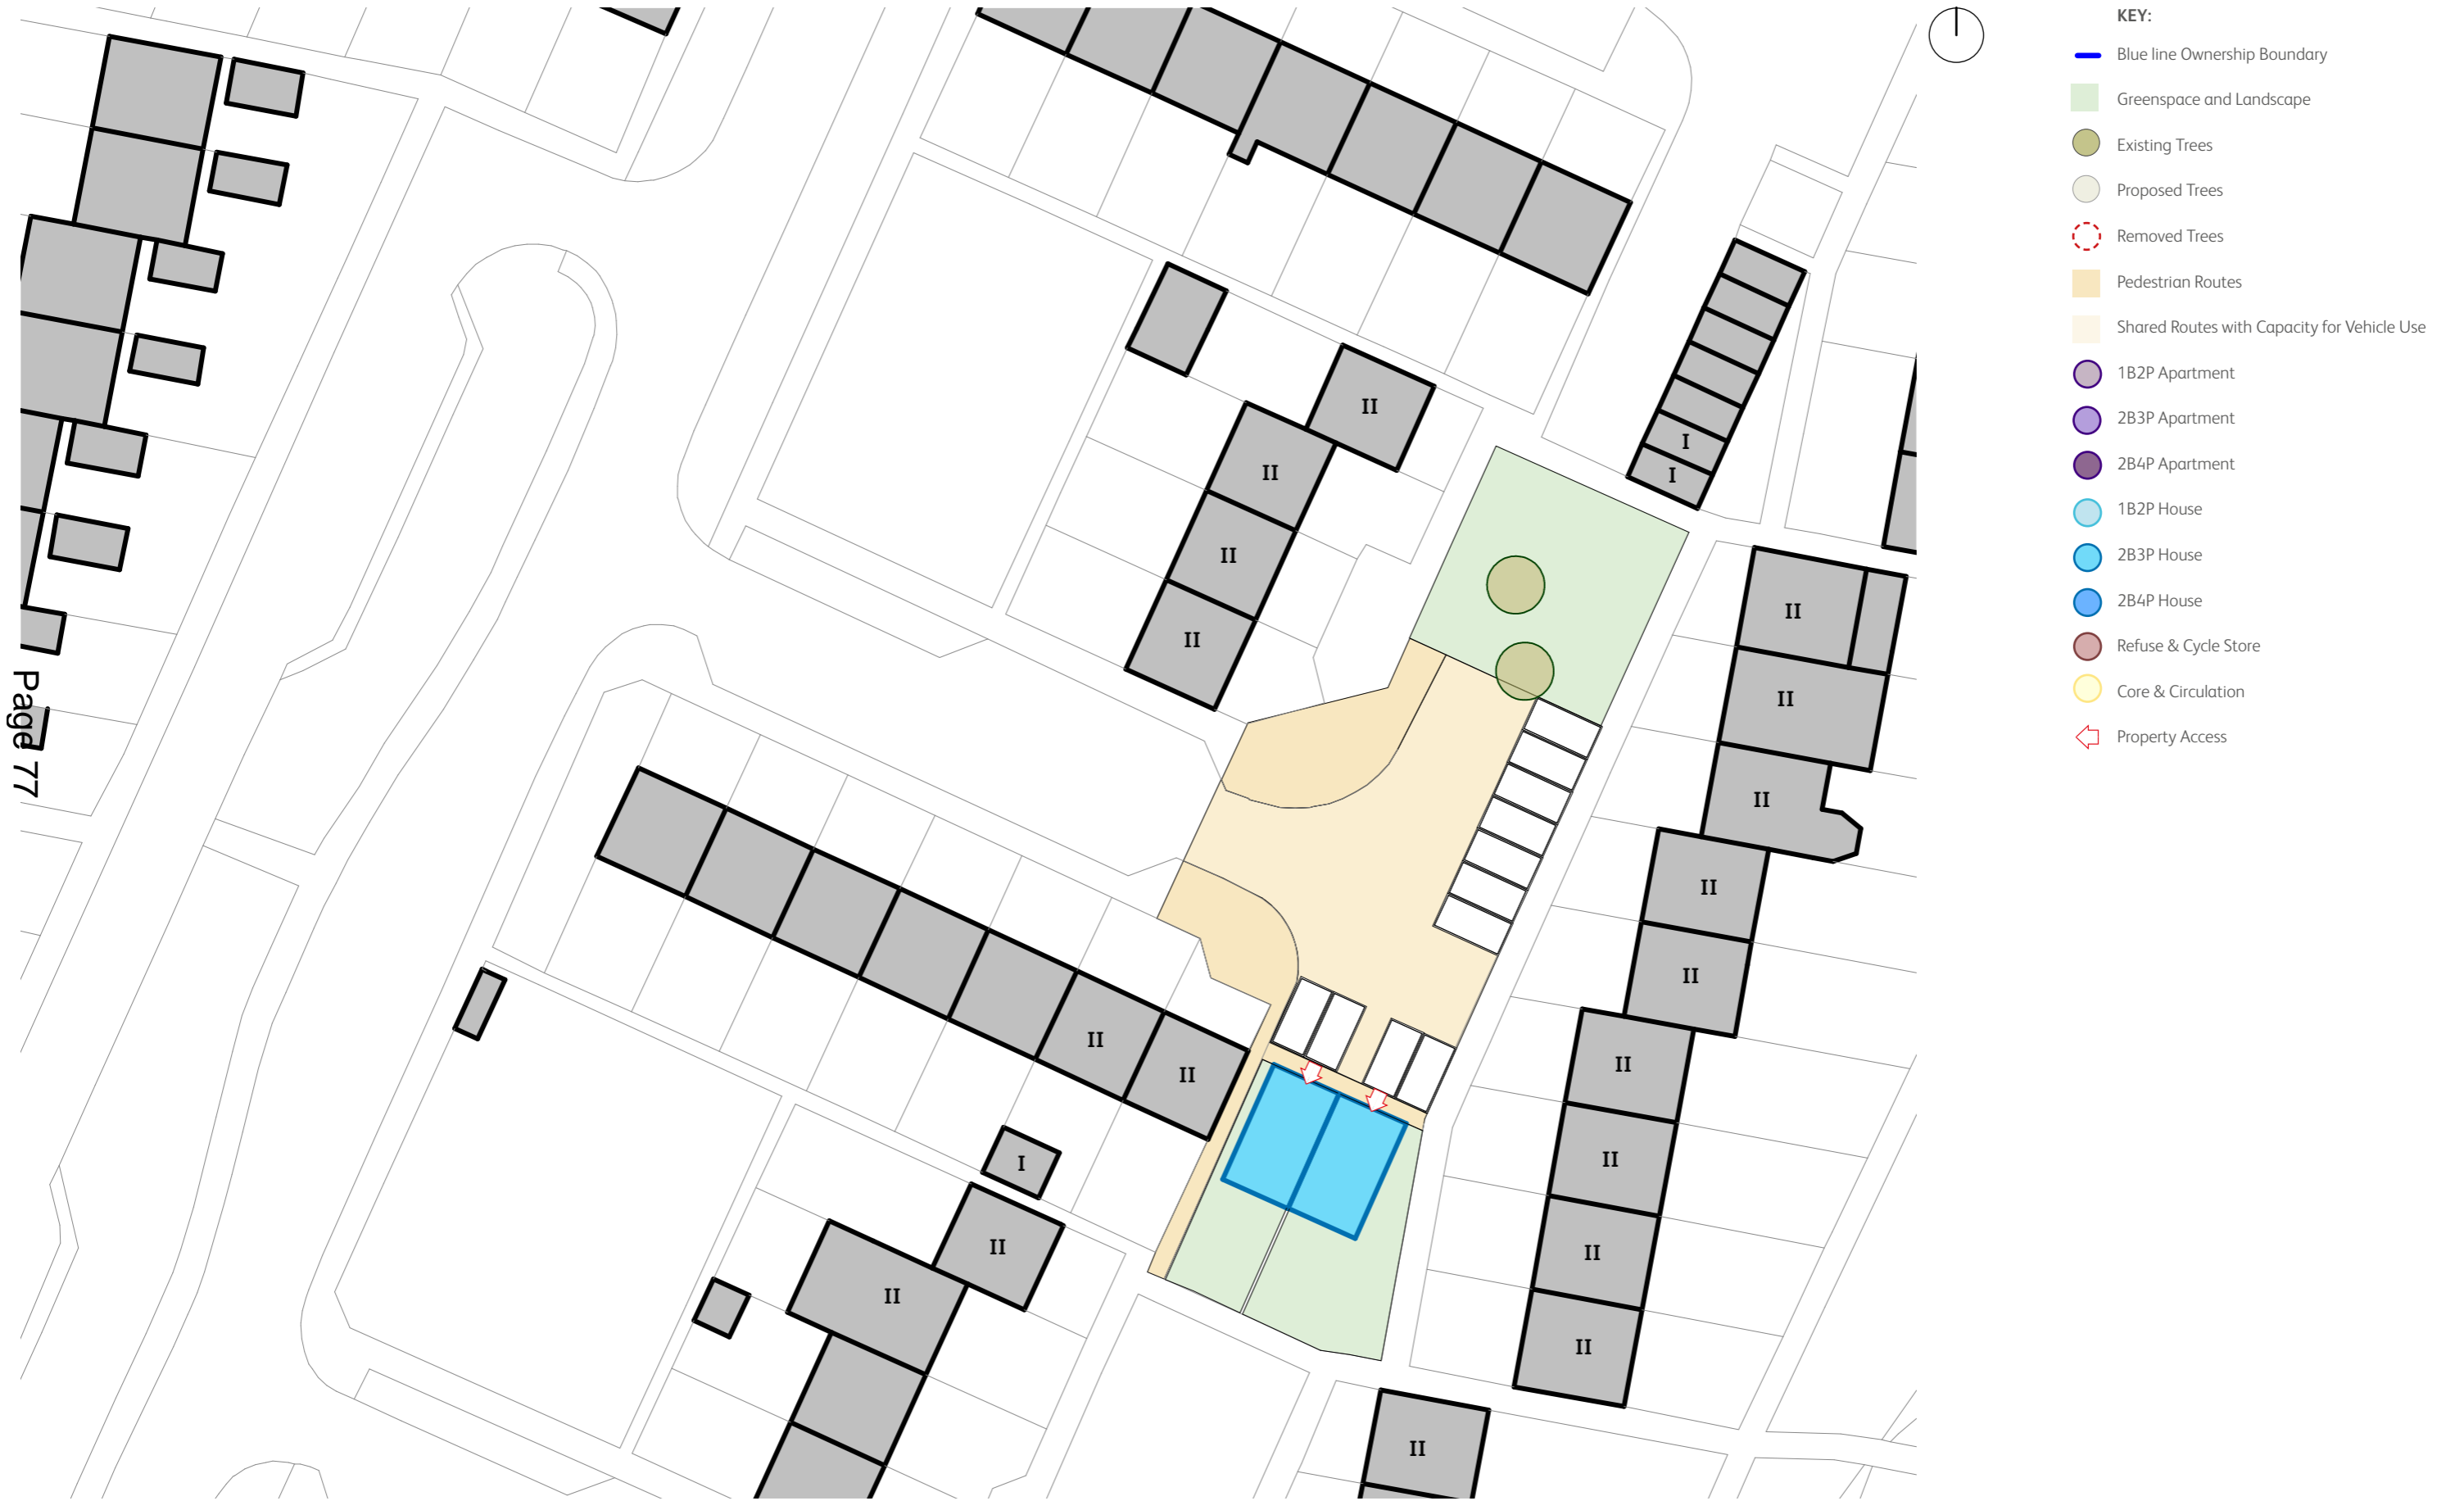 KEY:
Blue line Ownership Boundary
Greenspace and Landscape
Existing Trees
Proposed Trees
Removed Trees
Pedestrian Routes
Shared Routes with Capacity for Vehicle Use
1B2P Apartment
2B3P Apartment
2B4P Apartment
1B2P House
2B3P House
2B4P House
Refuse & Cycle Store
Core & Circulation
Property Access
II
II
I
I
II
II
II
II
II
II
II
II
II
II
II
I
II
II
II
II
II
II
Page 77